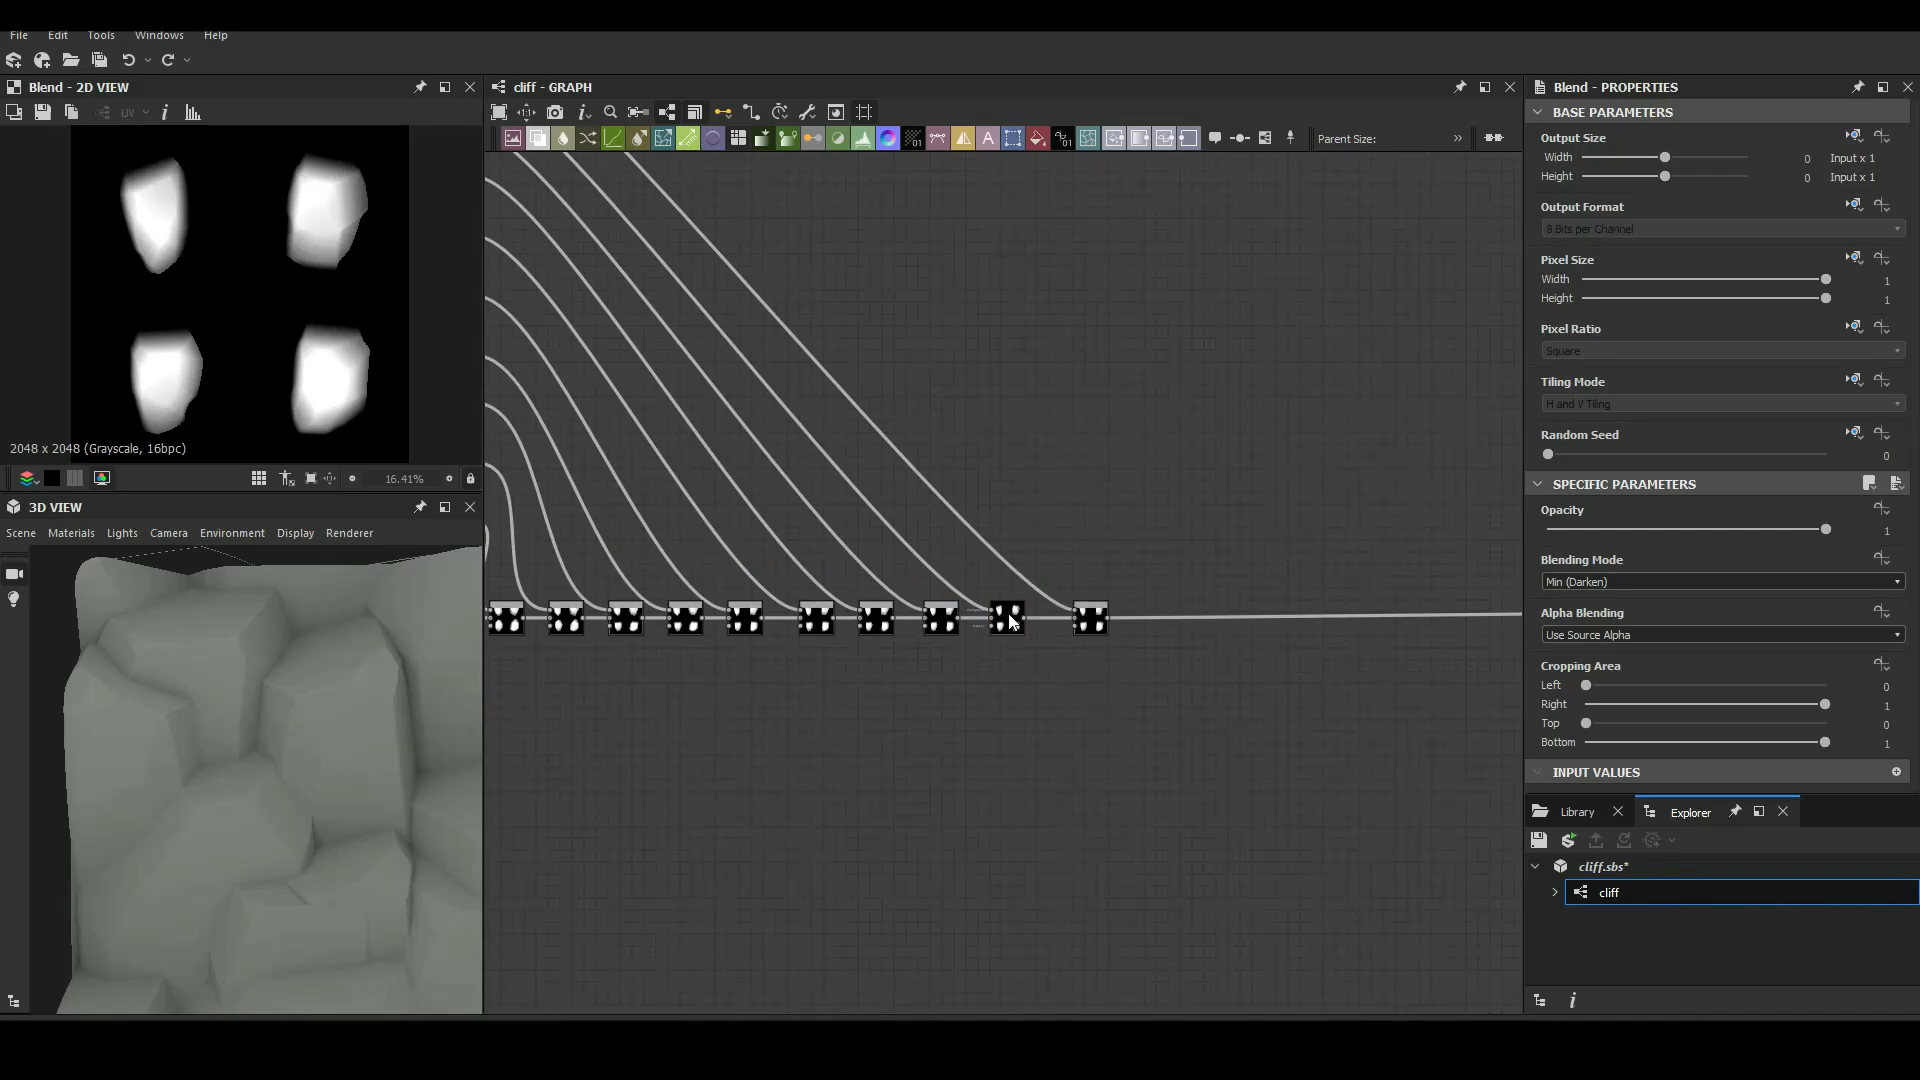 File Edit Tools Windows Help
Blend - 2D VIEW
UV
2048 x 2048 (Grayscale, 16bpc)
16.41%
3D VIEW
Scene Materials Lights Camera Environment Display Renderer
cliff - GRAPH
Parent Size:
Blend - PROPERTIES
BASE PARAMETERS
Output Size
Width 0 Input x 1
Height 0 Input x 1
Output Format
8 Bits per Channel
Pixel Size
Width 1
Height 1
Pixel Ratio
Square
Tiling Mode
H and V Tiling
Random Seed
0
SPECIFIC PARAMETERS
Opacity
1
Blending Mode
Min (Darken)
Alpha Blending
Use Source Alpha
Cropping Area
Left 0
Right 1
Top 0
Bottom 1
INPUT VALUES
Library Explorer
cliff.sbs*
cliff